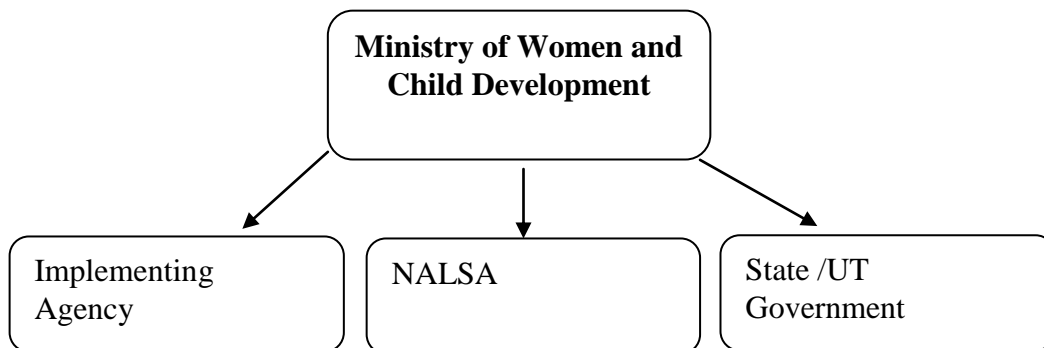 Ministry of Women and
Child Development
Implementing
Agency
NALSA
State /UT
Government